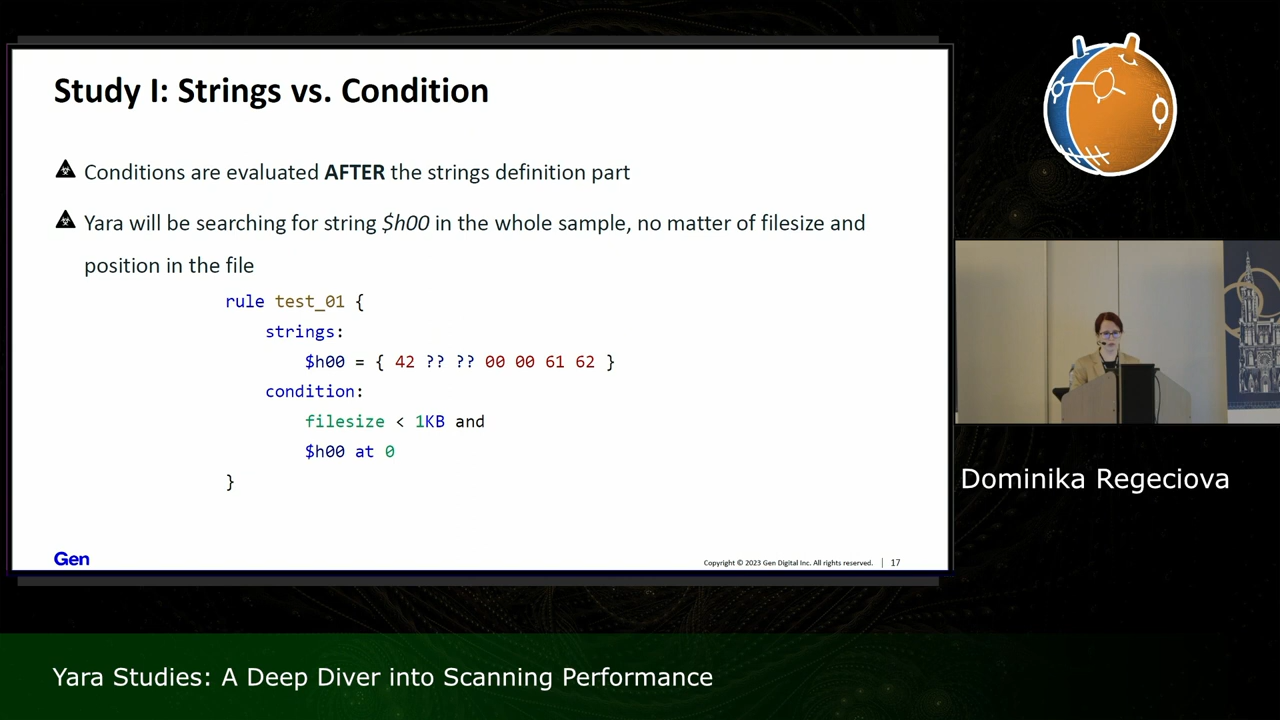 Study I: Strings vs. Condition
Conditions are evaluated AFTER the strings definition part
Yara will be searching for string $h00 in the whole sample, no matter of filesize and
position in the file
rule test_01 {
strings:
$h00 = { 42 ?? ?? 00 00 61 62 }
condition:
filesize < 1KB and
$h00 at 0
}
Gen
Copyright © 2023 Gen Digital Inc. All rights reserved. | 17
Dominika Regeciova
Yara Studies: A Deep Diver into Scanning Performance